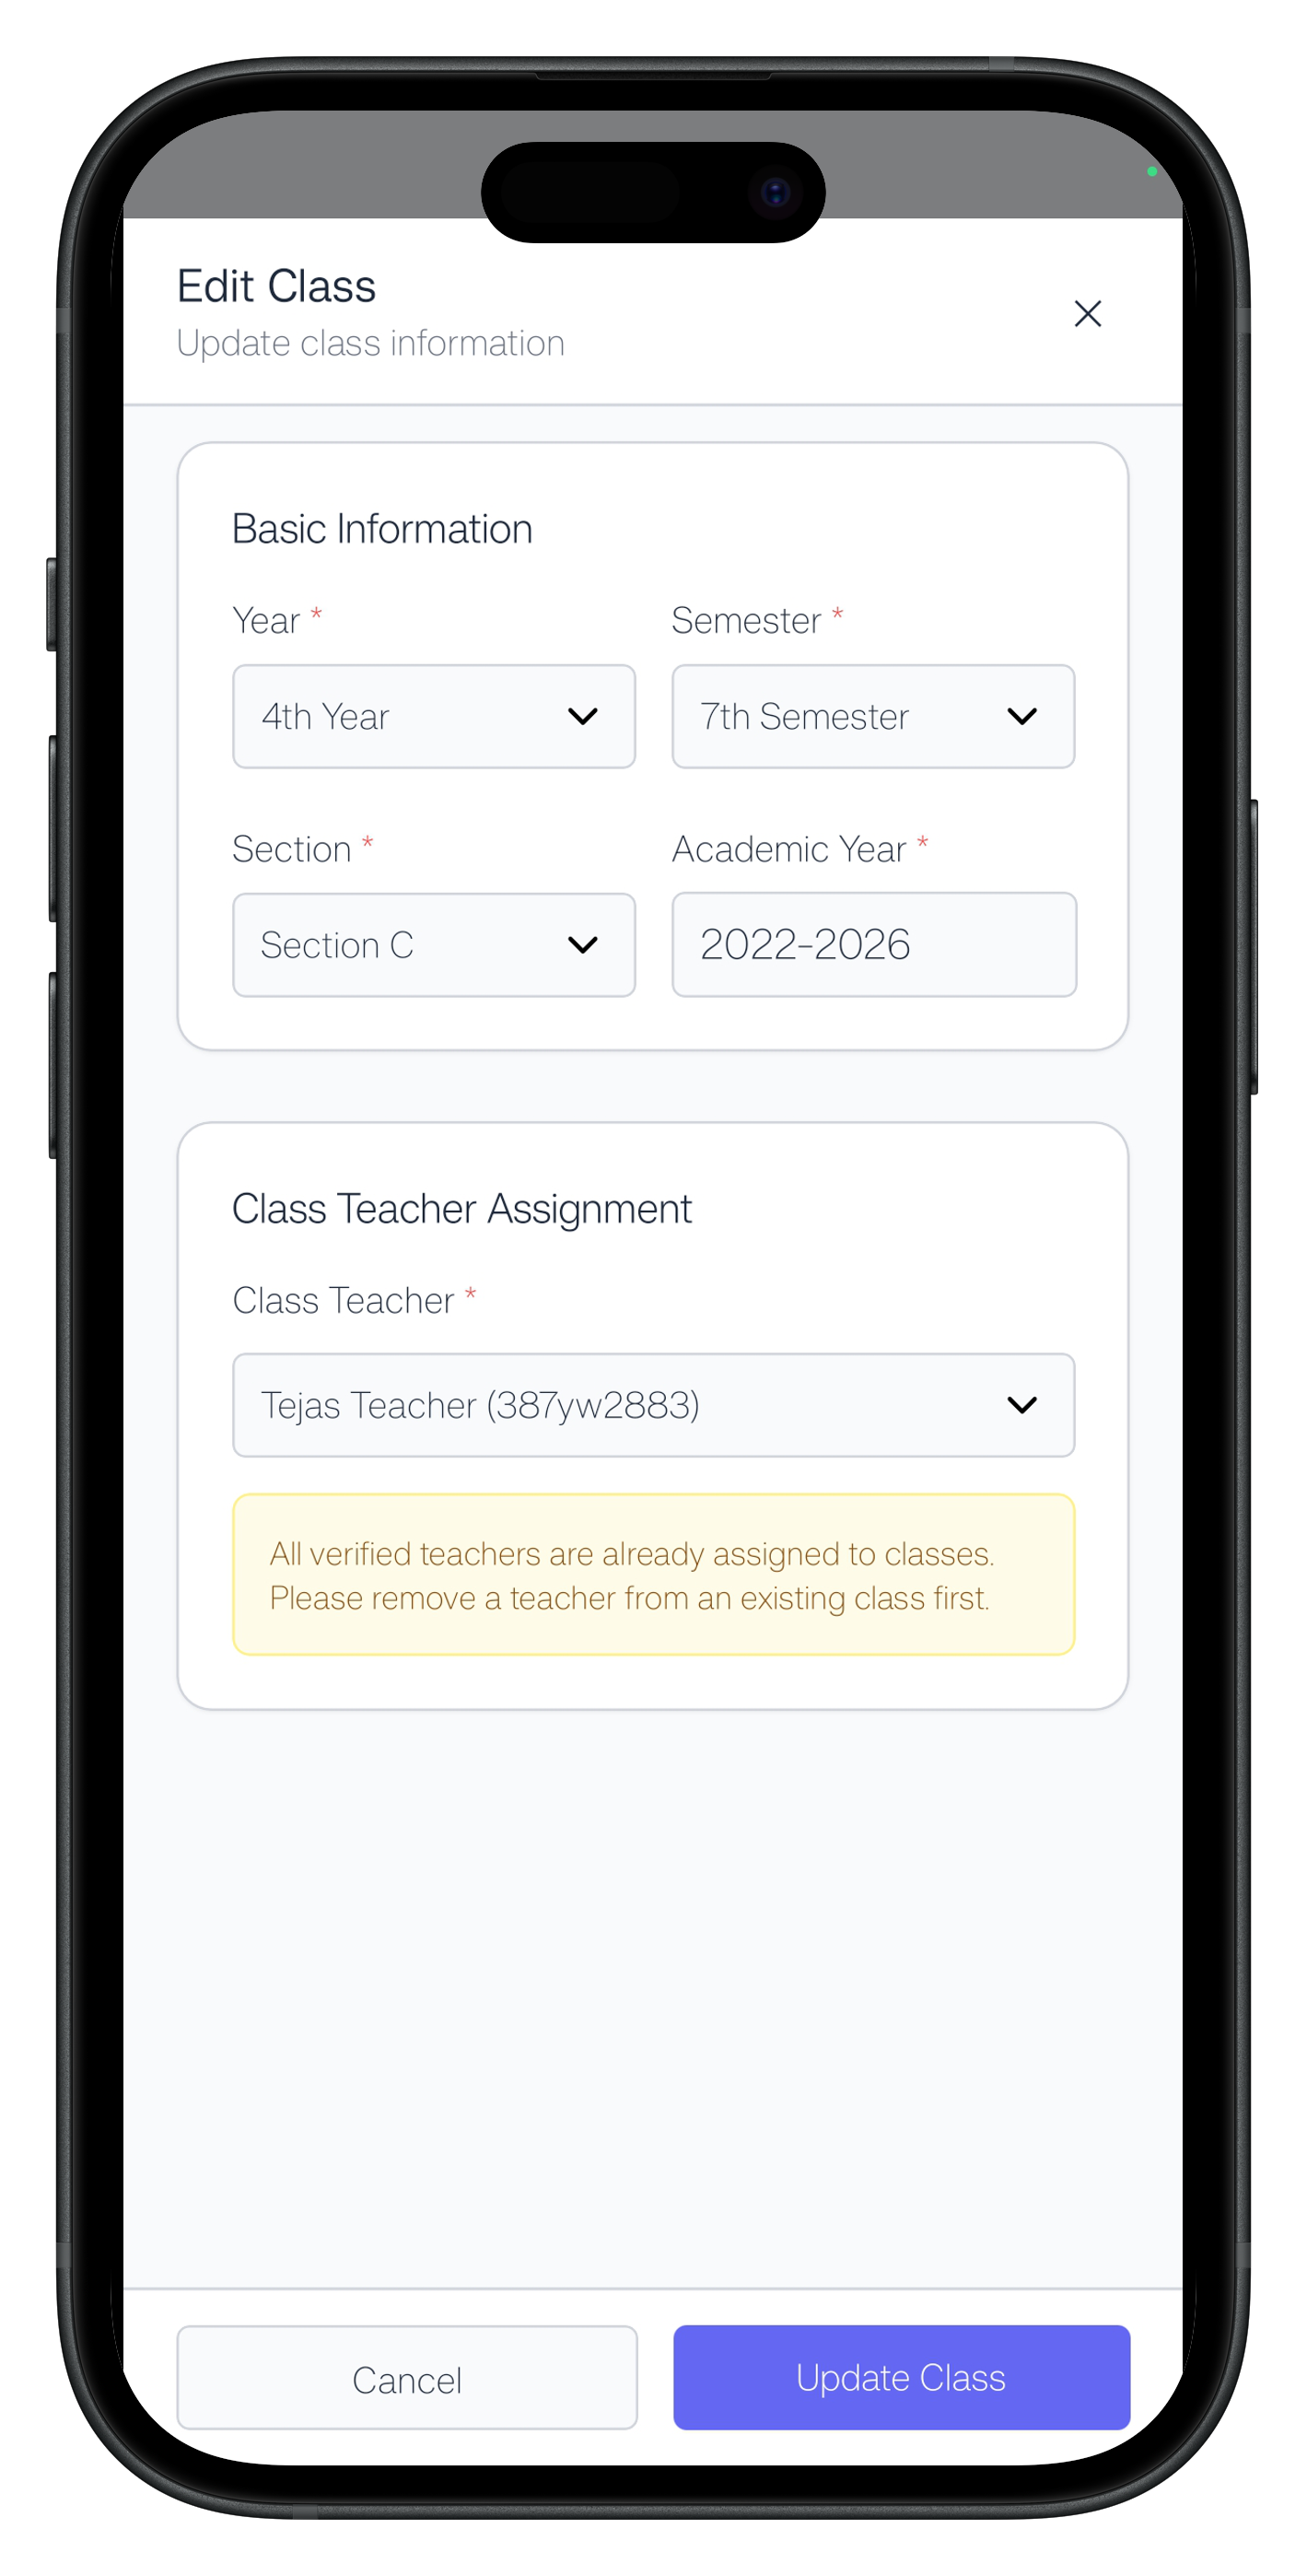 Edit Class
Update class information
Basic Information
Year *
Semester *
4th Year
7th Semester
Section *
Academic Year *
Section C
2022-2026
Class Teacher Assignment
Class Teacher *
Tejas Teacher (387yw2883)
All verified teachers are already assigned to classes.
Please remove a teacher from an existing class first.
Cancel
Update Class